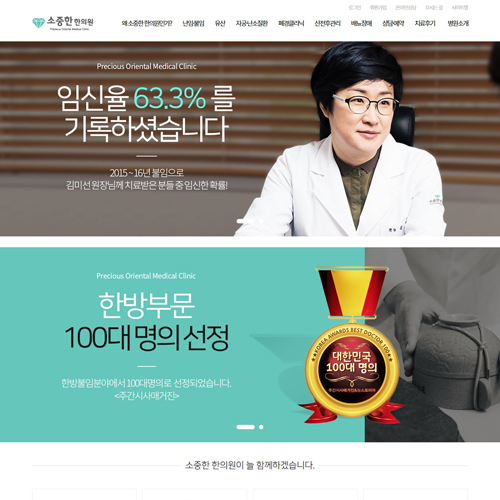 로그인 회원가입 온라인상담 오시는 길 사이트맵
소중한 한의원
Precious Oriental Medical Clinic
왜 소중한 한의원인가? 난임불임 유산 자궁난소질환 폐경클리닉 산전후관리 배뇨장애 상담예약 치료후기 병원소개
Precious Oriental Medical Clinic
임신율 63.3% 를
기록하셨습니다
2015 ~ 16년 불임으로
김미선 원장님께 치료받은 분들 중 임신한 확률!
Precious Oriental Medical Clinic
한방부문
100대 명의 선정
한방불임분야에서 100대명의로 선정되었습니다.
<주간시사매거진>
KOREA AWARDS BEST DOCTOR 100
대한민국
100대 명의
소중한 한의원이 늘 함께하겠습니다.